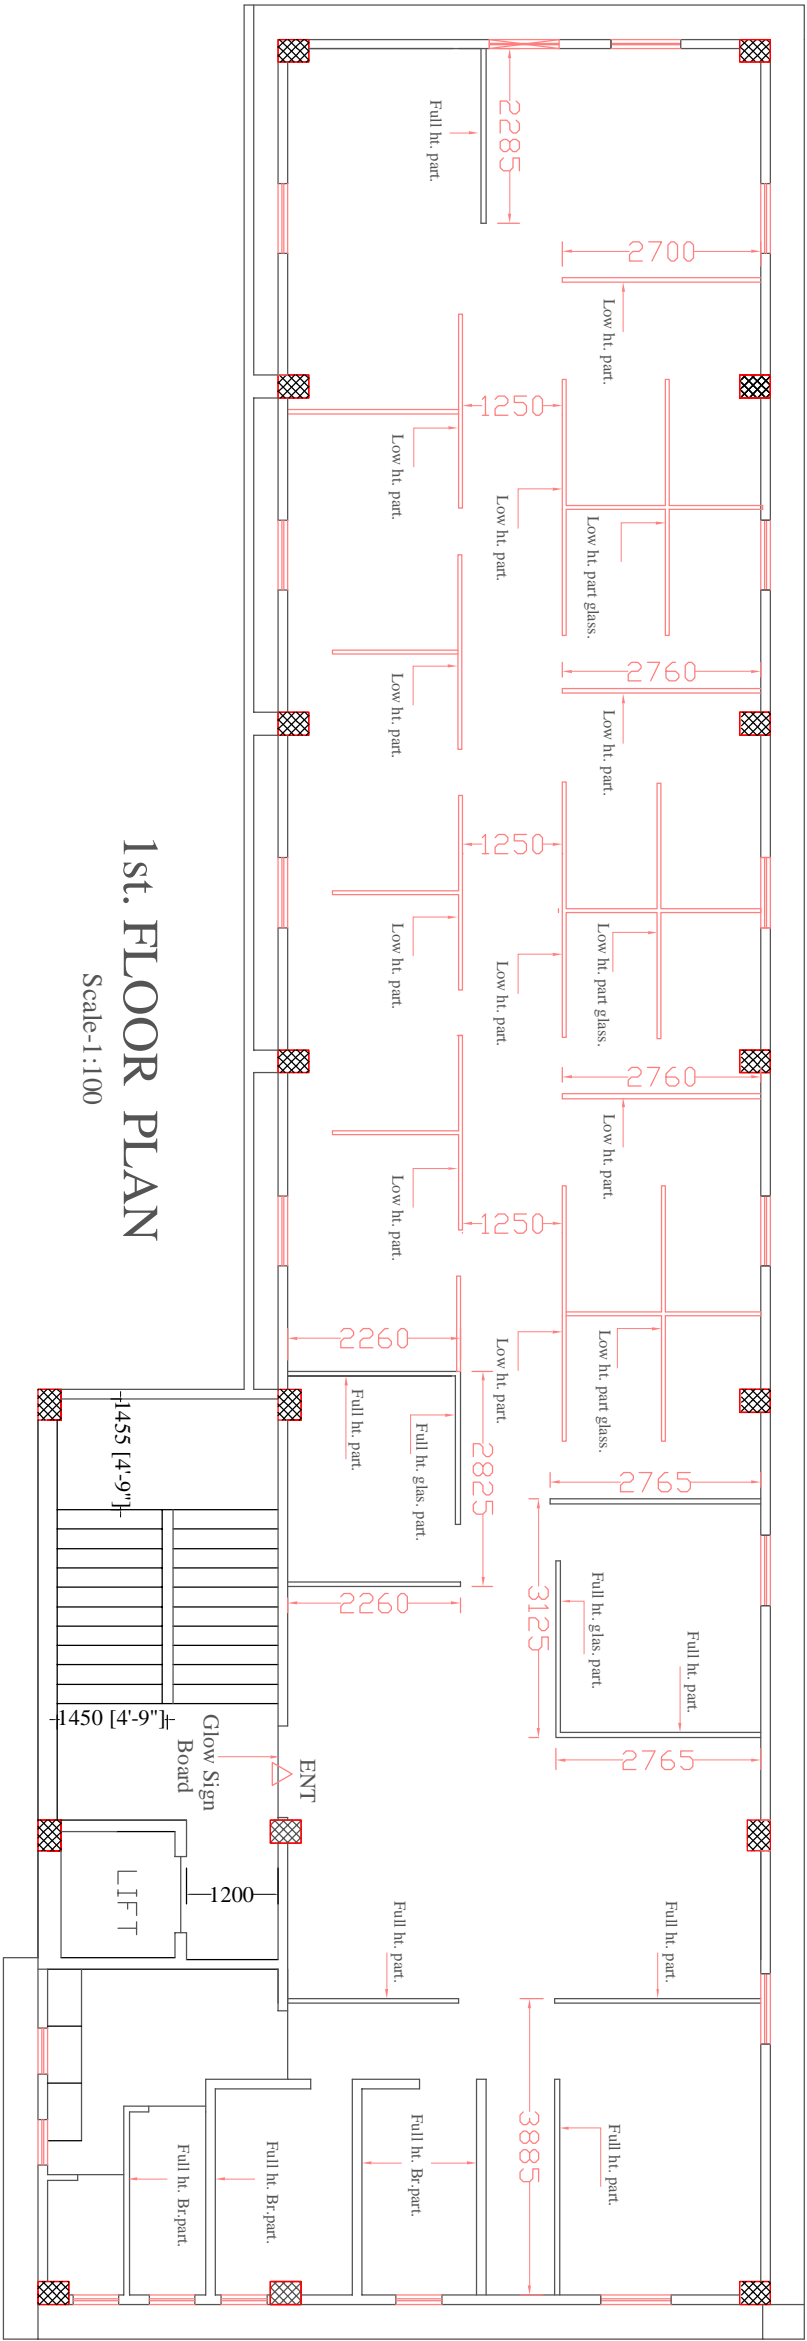 2285
Full ht. part.
2700
Low ht. part.
1250
Low ht. part.
Low ht. part.
Low ht. part glass.
2760
Low ht. part.
Low ht. part.
1250
Low ht. part.
Low ht. part.
Low ht. part glass.
2760
Low ht. part.
Low ht. part.
1250
Low ht. part.
Low ht. part glass.
2260
Full ht. part.
Full ht. glas. part.
2825
2765
2260
3125
Full ht. glas. part.
Full ht. part.
2765
1st. FLOOR PLAN
Scale-1:100
1455 [4'-9"]
1450 [4'-9"]
Glow Sign
Board
ENT
LIFT
1200
Full ht. part.
Full ht. part.
3885
Full ht. part.
Full ht. Br.part.
Full ht. Br.part.
Full ht. Br.part.